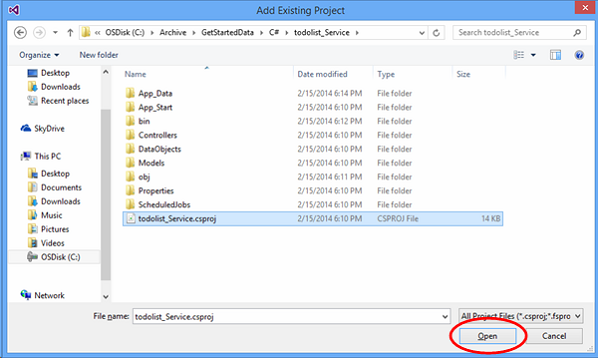 Add Existing Project
OSDisk (C:) Archive GetStartedData C# todolist_Service
Search todolist_Service
Organize New folder
Name Date modified Type Size
Desktop
Downloads
Recent places
SkyDrive
This PC
Desktop
Documents
Downloads
Music
Pictures
Videos
OSDisk (C:)
Network
App_Data 2/15/2014 6:14 PM File folder
App_Start 2/15/2014 6:10 PM File folder
bin 2/15/2014 6:12 PM File folder
Controllers 2/15/2014 6:10 PM File folder
DataObjects 2/15/2014 6:10 PM File folder
Models 2/15/2014 6:10 PM File folder
obj 2/15/2014 6:11 PM File folder
Properties 2/15/2014 6:10 PM File folder
ScheduledJobs 2/15/2014 6:10 PM File folder
todolist_Service.csproj 2/15/2014 6:10 PM CSPROJ File 14 KB
File name: todolist_Service.csproj
All Project Files (*.csproj;*.fspro
Open Cancel